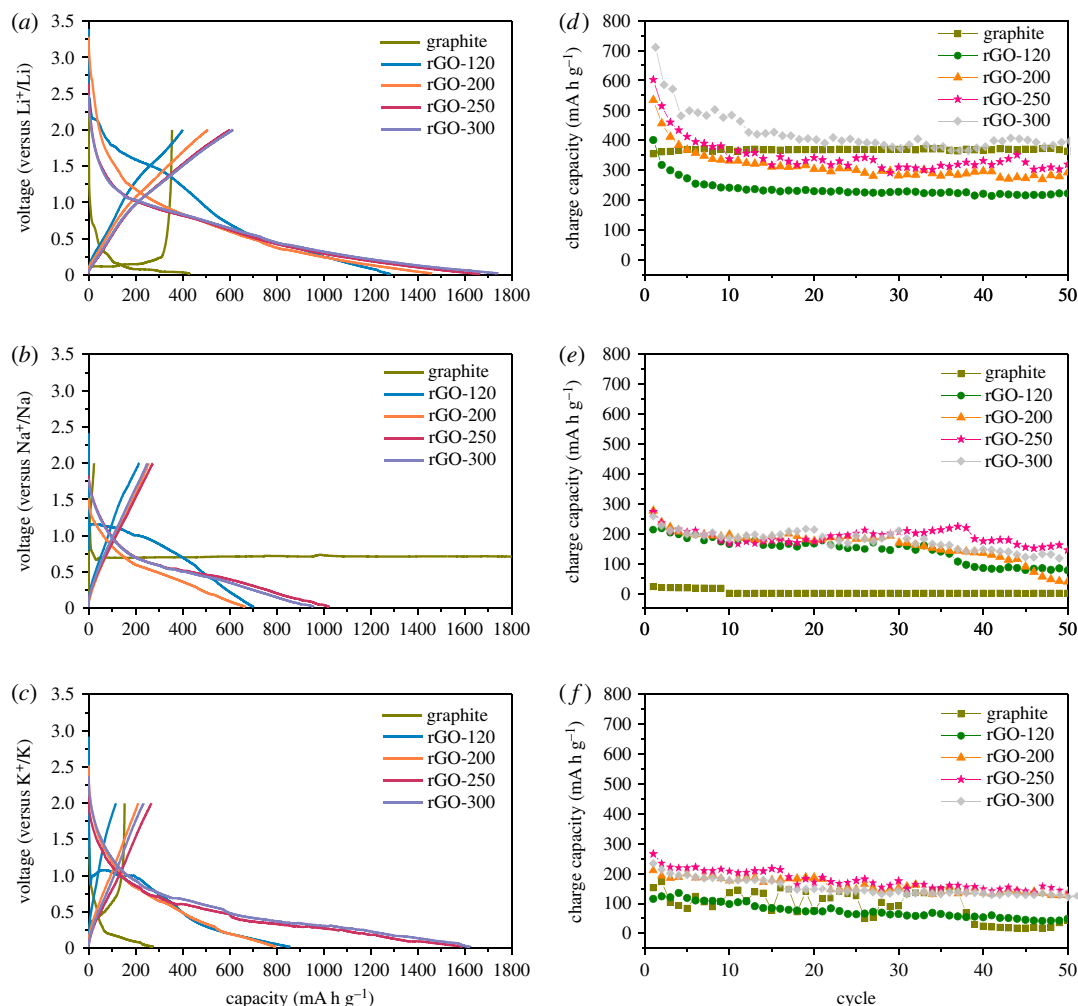 (a)
3.5
3.0
2.5
2.0
1.5
1.0
0.5
0
voltage (versus Li⁺/Li)
0 200 400 600 800 1000 1200 1400 1600 1800
graphite
rGO-120
rGO-200
rGO-250
rGO-300
(d)
800
700
600
500
400
300
200
100
0
charge capacity (mA h g⁻¹)
0 10 20 30 40 50
graphite
rGO-120
rGO-200
rGO-250
rGO-300
(b)
3.5
3.0
2.5
2.0
1.5
1.0
0.5
0
voltage (versus Na⁺/Na)
0 200 400 600 800 1000 1200 1400 1600 1800
graphite
rGO-120
rGO-200
rGO-250
rGO-300
(e)
800
700
600
500
400
300
200
100
0
charge capacity (mA h g⁻¹)
0 10 20 30 40 50
graphite
rGO-120
rGO-200
rGO-250
rGO-300
(c)
3.5
3.0
2.5
2.0
1.5
1.0
0.5
0
voltage (versus K⁺/K)
0 200 400 600 800 1000 1200 1400 1600 1800
capacity (mA h g⁻¹)
graphite
rGO-120
rGO-200
rGO-250
rGO-300
(f)
800
700
600
500
400
300
200
100
0
charge capacity (mA h g⁻¹)
0 10 20 30 40 50
cycle
graphite
rGO-120
rGO-200
rGO-250
rGO-300